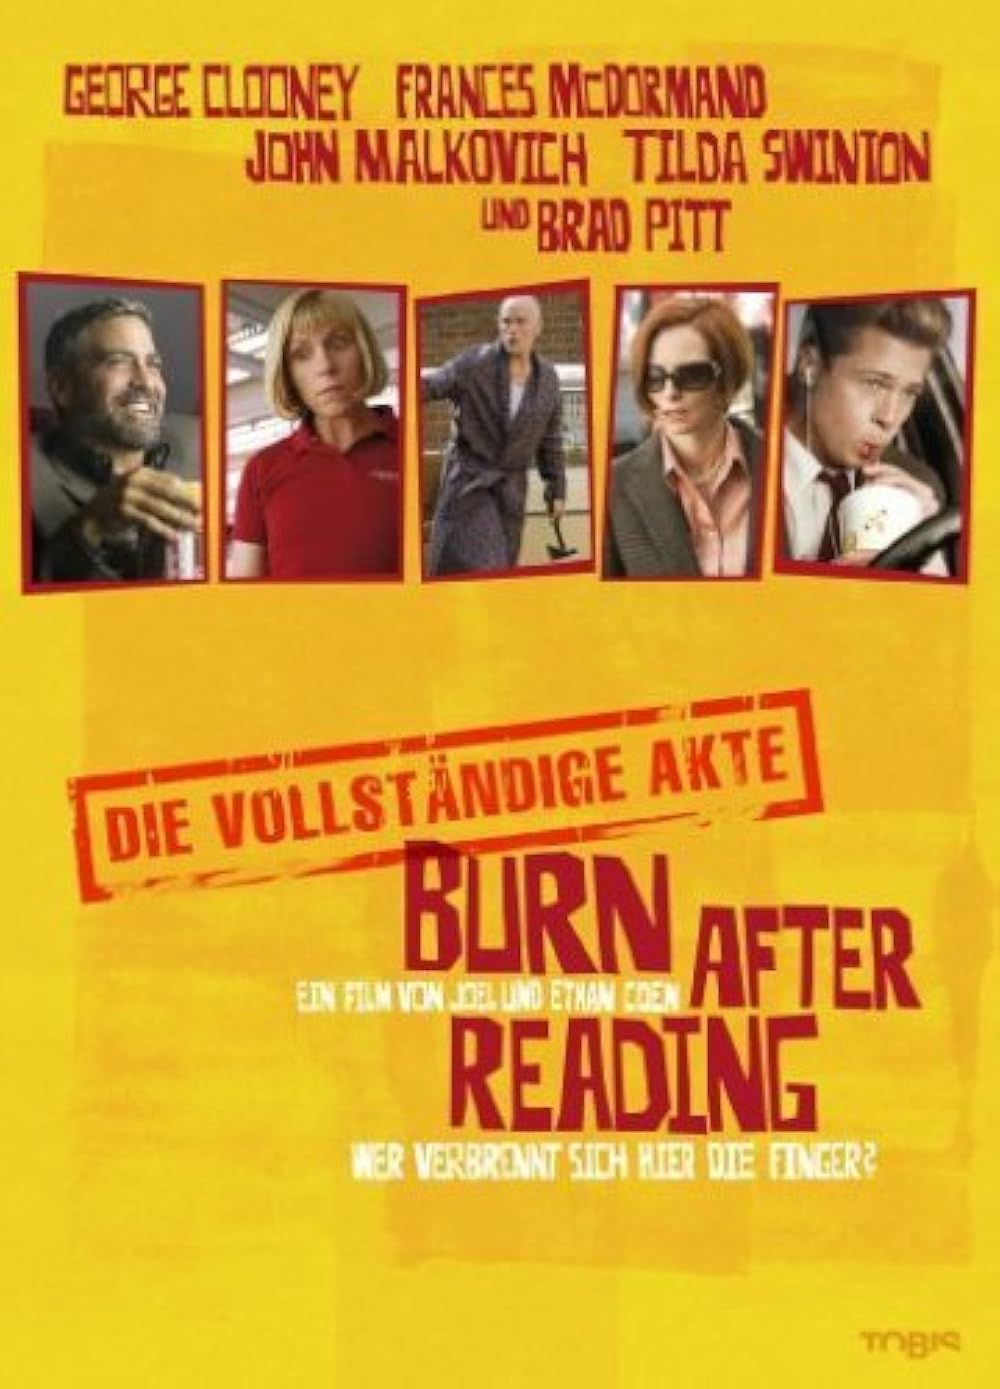 GEORGE CLOONEY FRANCES McDORMAND
JOHN MALKOVICH TILDA SWINTON
UND BRAD PITT
DIE VOLLSTÄNDIGE AKTE
BURN AFTER
EIN FILM VON JOEL UND ETHAN COEN
READING
WER VERBRENNT SICH HIER DIE FINGER?
TOBIS